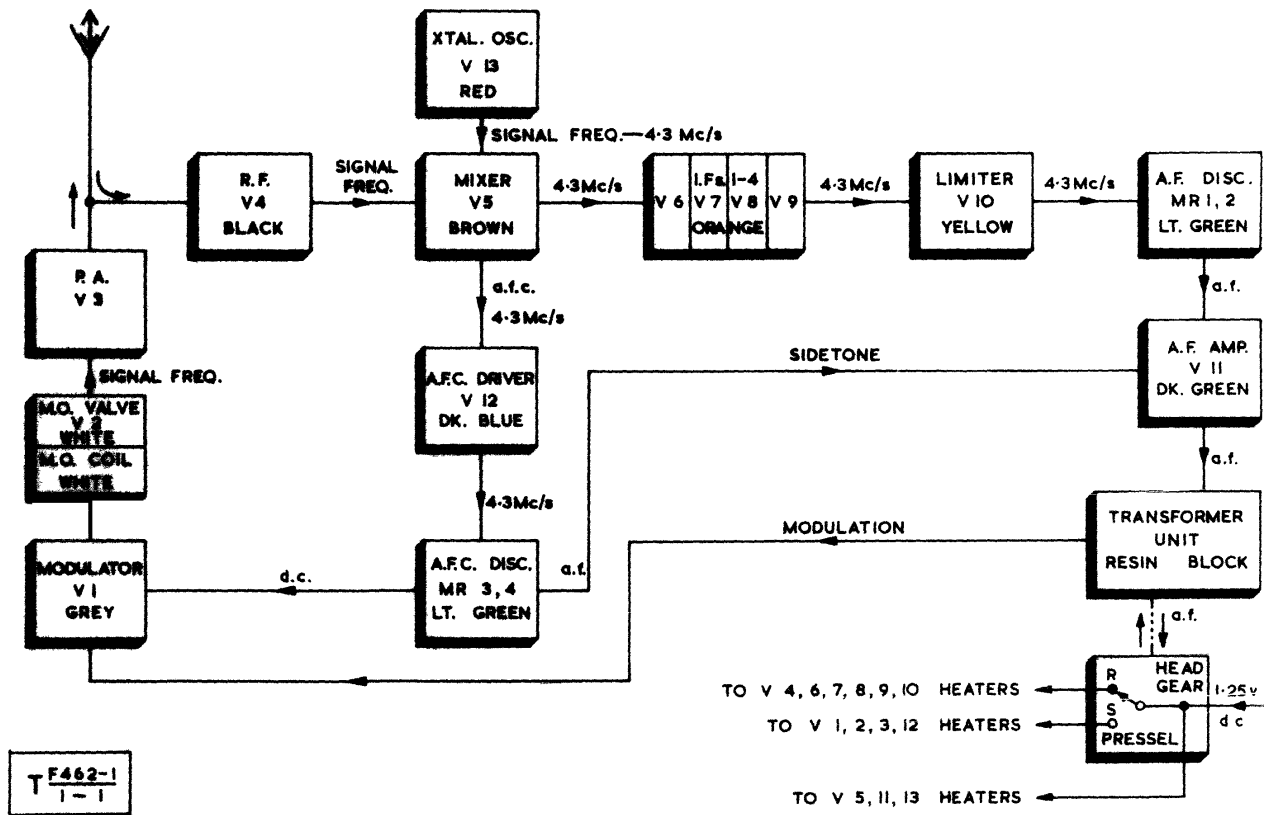 XTAL. OSC.
V 13
RED
SIGNAL FREQ.—4·3 Mc/s
R.F.
V4
BLACK
SIGNAL
FREQ.
MIXER
V5
BROWN
4·3Mc/s
I.Fs. 1-4
V 6 V 7 V 8 V 9
ORANGE
4·3Mc/s
LIMITER
V 10
YELLOW
4·3Mc/s
A.F. DISC.
MR 1, 2
LT. GREEN
P. A.
V 3
a.f.c.
4·3Mc/s
a.f.
SIGNAL FREQ.
A.F.C. DRIVER
V 12
DK. BLUE
SIDETONE
A.F. AMP.
V 11
DK. GREEN
M.O. VALVE
V 2
WHITE
M.O. COIL
WHITE
4·3Mc/s
a.f.
MODULATION
TRANSFORMER
UNIT
RESIN BLOCK
MODULATOR
V 1
GREY
d.c.
A.F.C. DISC.
MR 3, 4
LT. GREEN
a.f.
a.f.
HEAD
GEAR
R
S
PRESSEL
1·25v
d c
TO V 4, 6, 7, 8, 9, 10 HEATERS
TO V 1, 2, 3, 12 HEATERS
TO V 5, 11, 13 HEATERS
T F462-1
1 - 1